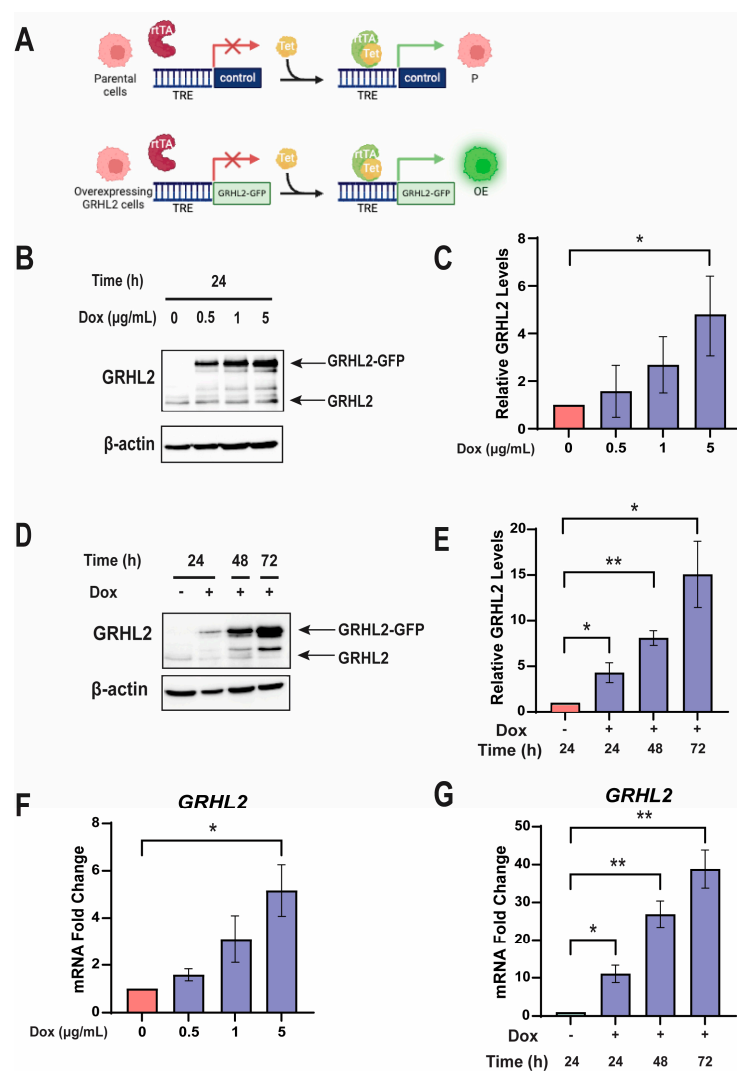 A
rtTA
Tet
rtTA
Tet
control
control
Parental
cells
TRE
TRE
P
rtTA
Tet
rtTA
Tet
GRHL2-GFP
GRHL2-GFP
Overexpressing
GRHL2 cells
TRE
TRE
OE
B
Time (h) 24
Dox (µg/mL) 0 0.5 1 5
GRHL2
GRHL2-GFP
GRHL2
β-actin
C
Relative GRHL2 Levels
8
6
4
2
0
*
Dox (µg/mL) 0 0.5 1 5
D
Time (h) 24 48 72
Dox - + + +
GRHL2
GRHL2-GFP
GRHL2
β-actin
E
Relative GRHL2 Levels
20
15
10
5
0
*
**
*
Dox - + + +
Time (h) 24 24 48 72
F
GRHL2
mRNA Fold Change
8
6
4
2
0
*
Dox (µg/mL) 0 0.5 1 5
G
GRHL2
mRNA Fold Change
50
40
30
20
10
0
**
**
*
Dox - + + +
Time (h) 24 24 48 72